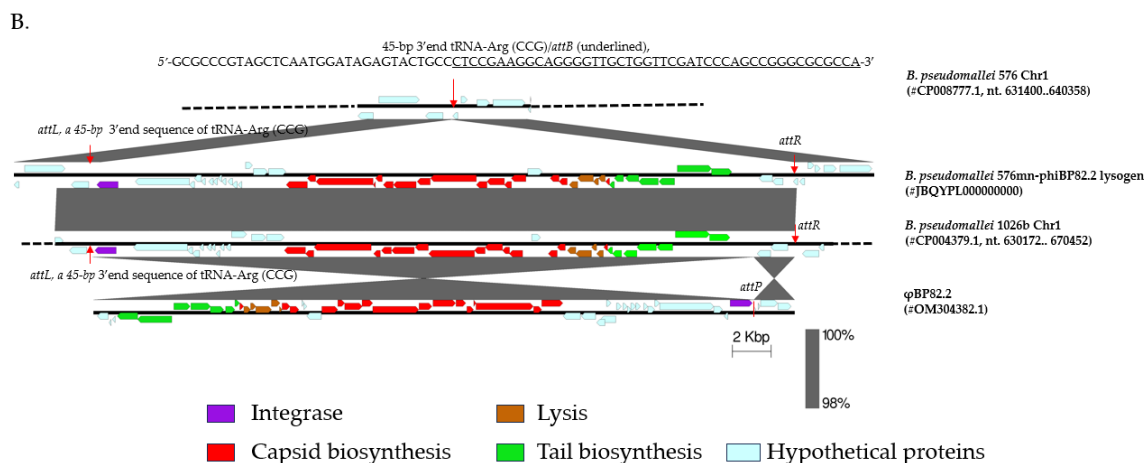 B.
45-bp 3'end tRNA-Arg (CCG)/attB (underlined),
5'-GCGCCCGTAGCTCAATGGATAGAGTACTGCCCTCCGAAGGCAGGGGTTGCTGGTTCGATCCCAGCCGGGCGCGCCA-3'
B. pseudomallei 576 Chr1
(#CP008777.1, nt. 631400..640358)
attL, a 45-bp 3'end sequence of tRNA-Arg (CCG)
attR
B. pseudomallei 576mn-phiBP82.2 lysogen
(#JBQYPL000000000)
attR
B. pseudomallei 1026b Chr1
(#CP004379.1, nt. 630172.. 670452)
attL, a 45-bp 3'end sequence of tRNA-Arg (CCG)
attP
φBP82.2
(#OM304382.1)
2 Kbp
100%
98%
Integrase
Lysis
Capsid biosynthesis
Tail biosynthesis
Hypothetical proteins